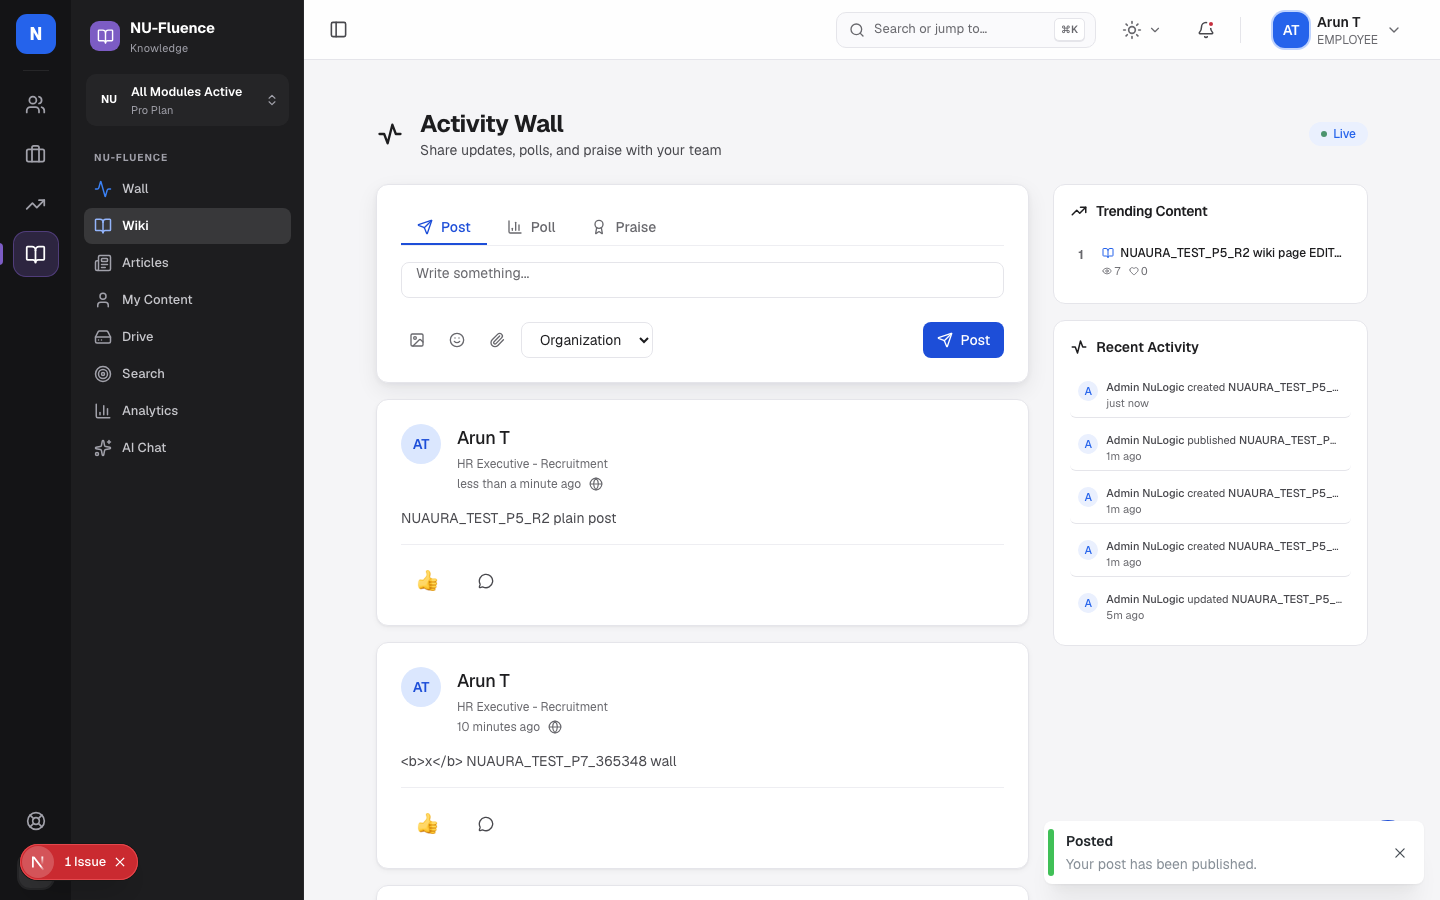 N
NU-Fluence
Knowledge
NU
All Modules Active
Pro Plan
NU-FLUENCE
Wall
Wiki
Articles
My Content
Drive
Search
Analytics
AI Chat
N
1 Issue
Search or jump to...
⌘K
AT
Arun T
EMPLOYEE
Activity Wall
Share updates, polls, and praise with your team
Live
Post
Poll
Praise
Write something...
Organization
Post
AT
Arun T
HR Executive - Recruitment
less than a minute ago
NUAURA_TEST_P5_R2 plain post
AT
Arun T
HR Executive - Recruitment
10 minutes ago
<b>x</b> NUAURA_TEST_P7_365348 wall
Trending Content
1
NUAURA_TEST_P5_R2 wiki page EDIT...
7
0
Recent Activity
A
Admin NuLogic created NUAURA_TEST_P5_...
just now
A
Admin NuLogic published NUAURA_TEST_P...
1m ago
A
Admin NuLogic created NUAURA_TEST_P5_...
1m ago
A
Admin NuLogic created NUAURA_TEST_P5_...
1m ago
A
Admin NuLogic updated NUAURA_TEST_P5_...
5m ago
Posted
Your post has been published.